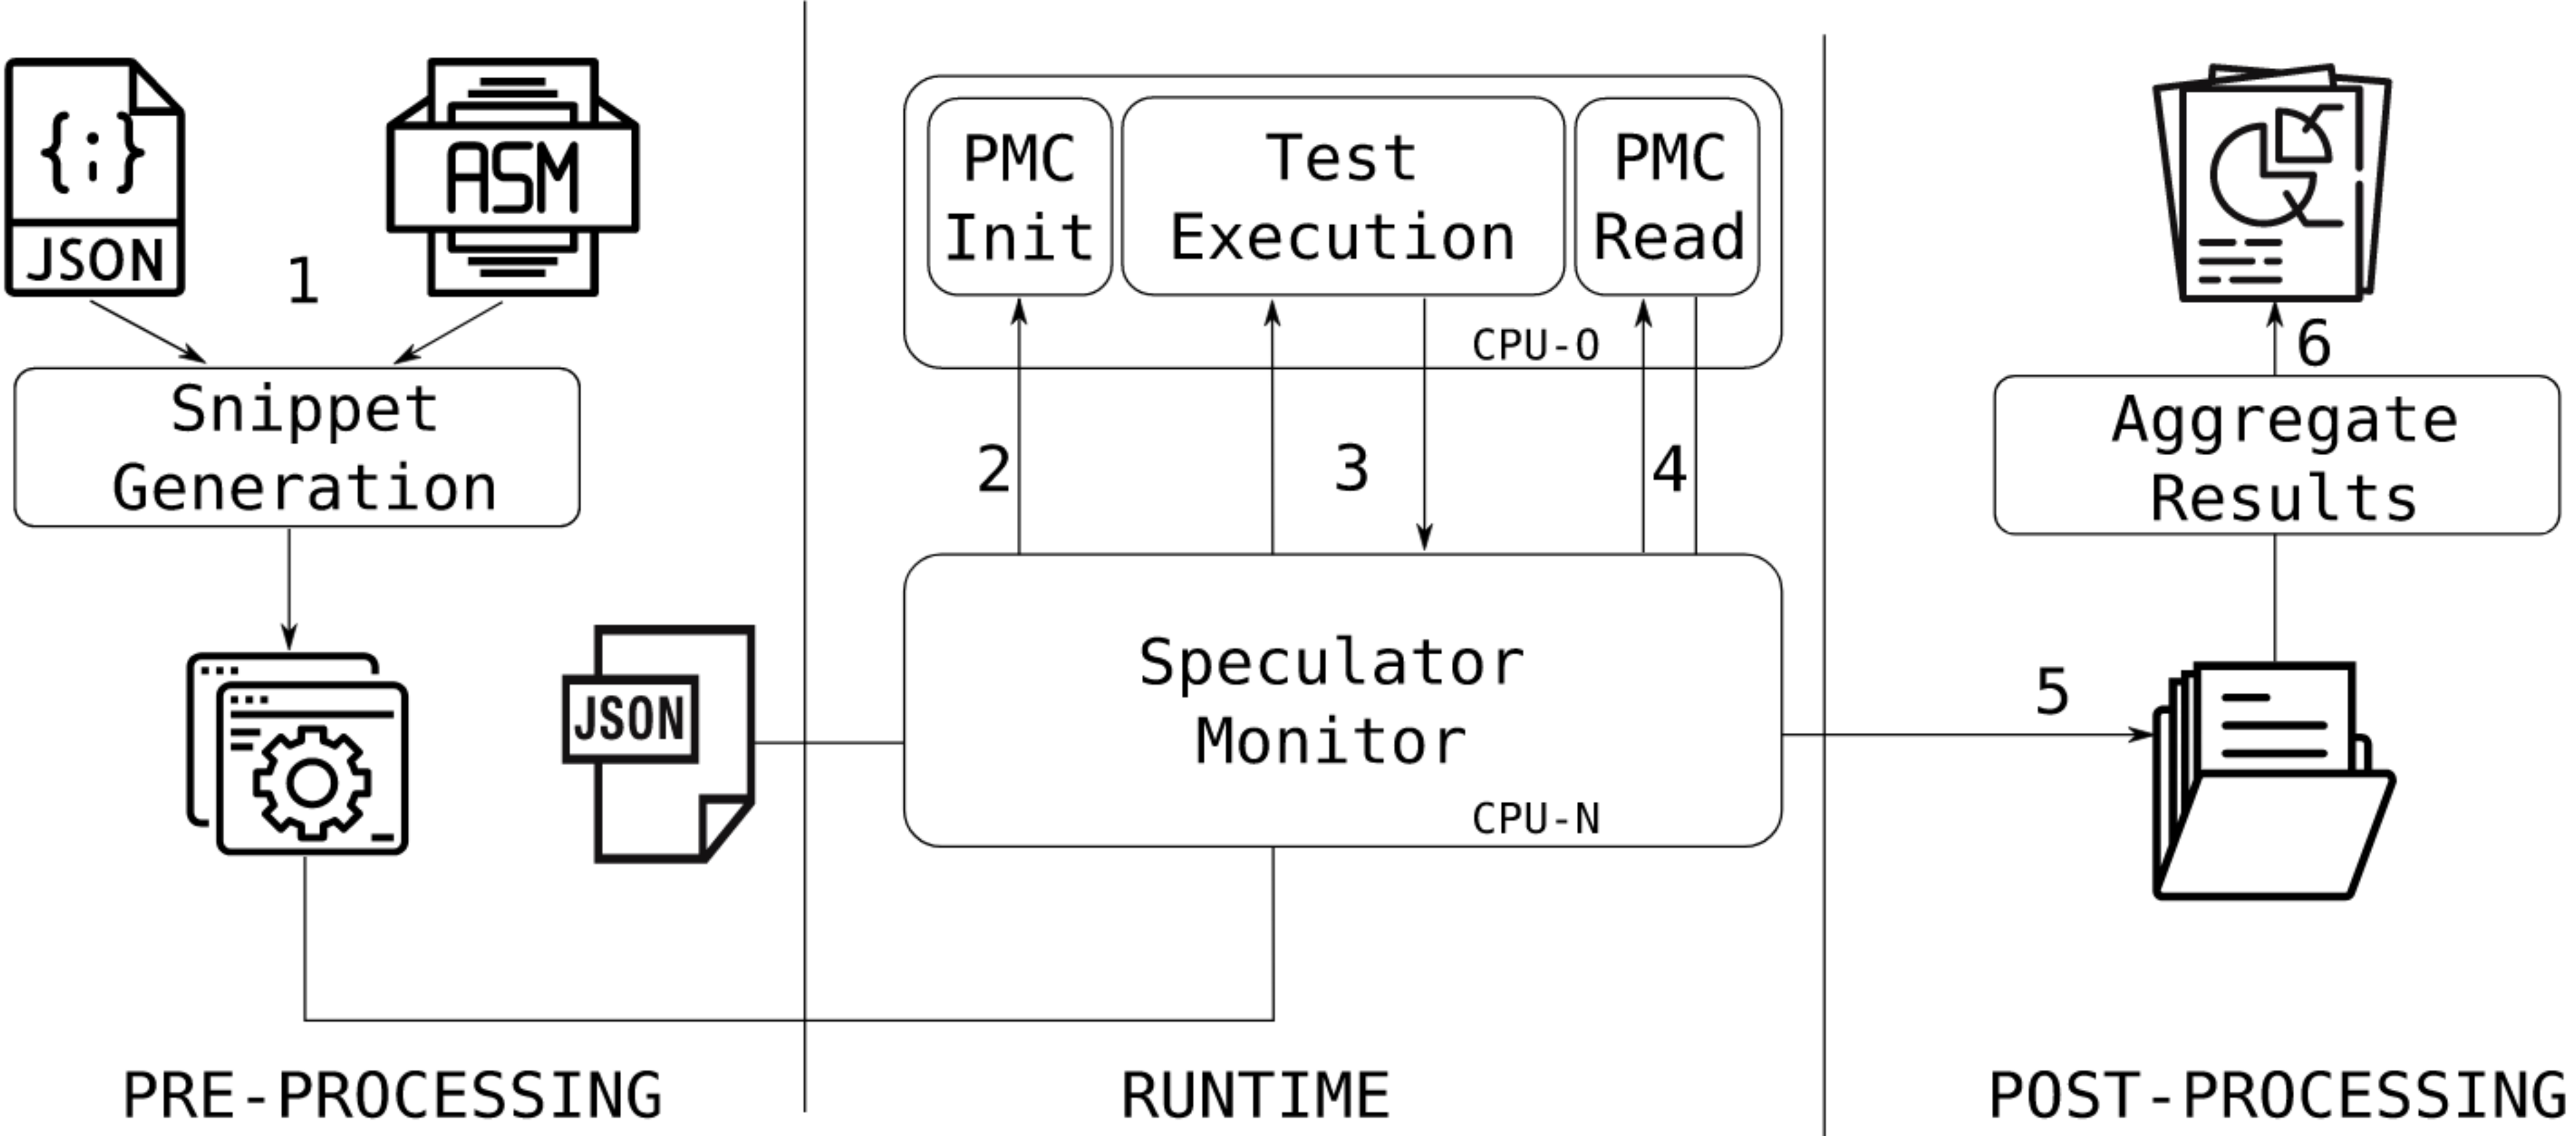 {;}
JSON
1
ASM
Snippet
Generation
JSON
PMC
Init
Test
Execution
PMC
Read
CPU-O
2
3
4
Speculator
Monitor
CPU-N
5
6
Aggregate
Results
PRE-PROCESSING
RUNTIME
POST-PROCESSING